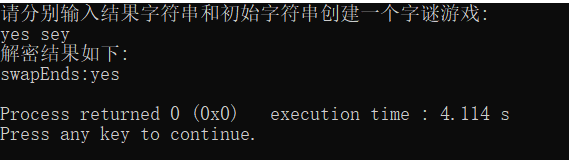 请分别输入结果字符串和初始字符串创建一个字谜游戏:
yes sey
解密结果如下:
swapEnds:yes
Process returned 0 (0x0)   execution time : 4.114 s
Press any key to continue.